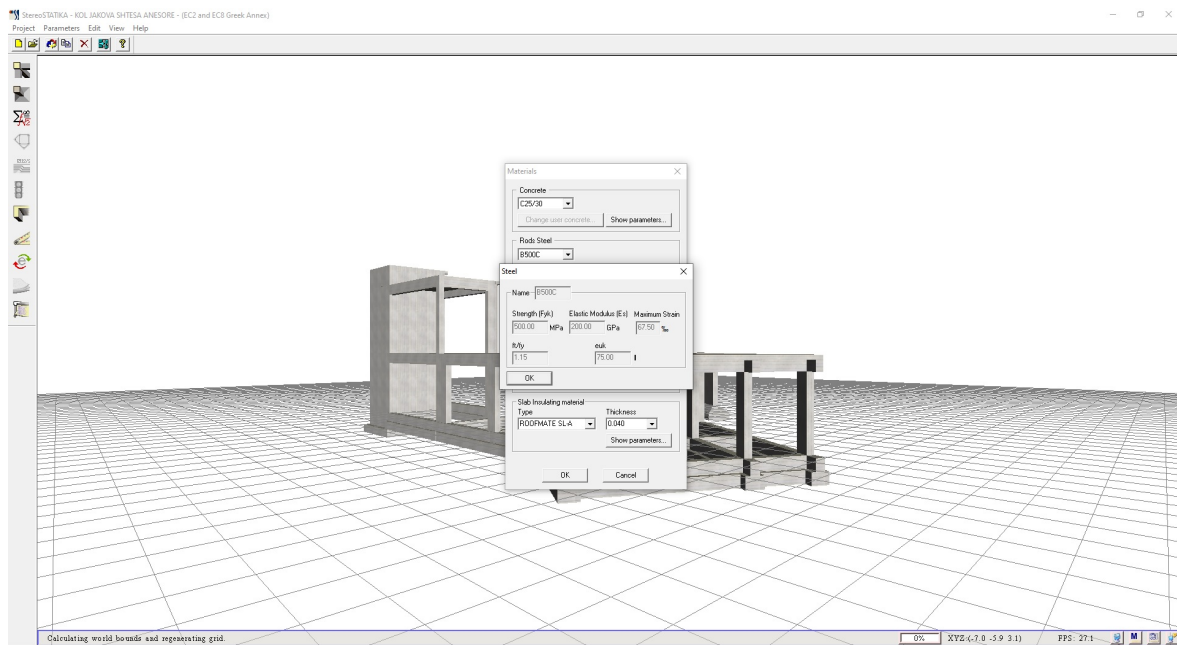 StereoSTATIKA - KOL JAKOVA SHTESA ANESORE - (EC2 and EC8 Greek Annex)
Project Parameters Edit View Help
Materials
Concrete
C25/30
Change user concrete... Show parameters...
Rods Steel
B500C
Steel
Name B500C
Strength (Fyk) Elastic Modulus (Es) Maximum Strain
500.00 MPa 200.00 GPa 67.50 ‰
ft/fy euk
1.15 75.00
OK
Slab Insulating material
Type Thickness
ROOFMATE SL-A 0.040
Show parameters...
OK Cancel
Calculating world bounds and regenerating grid. 0% XYZ:(-7.0 -5.9 3.1) FPS: 27.1 M